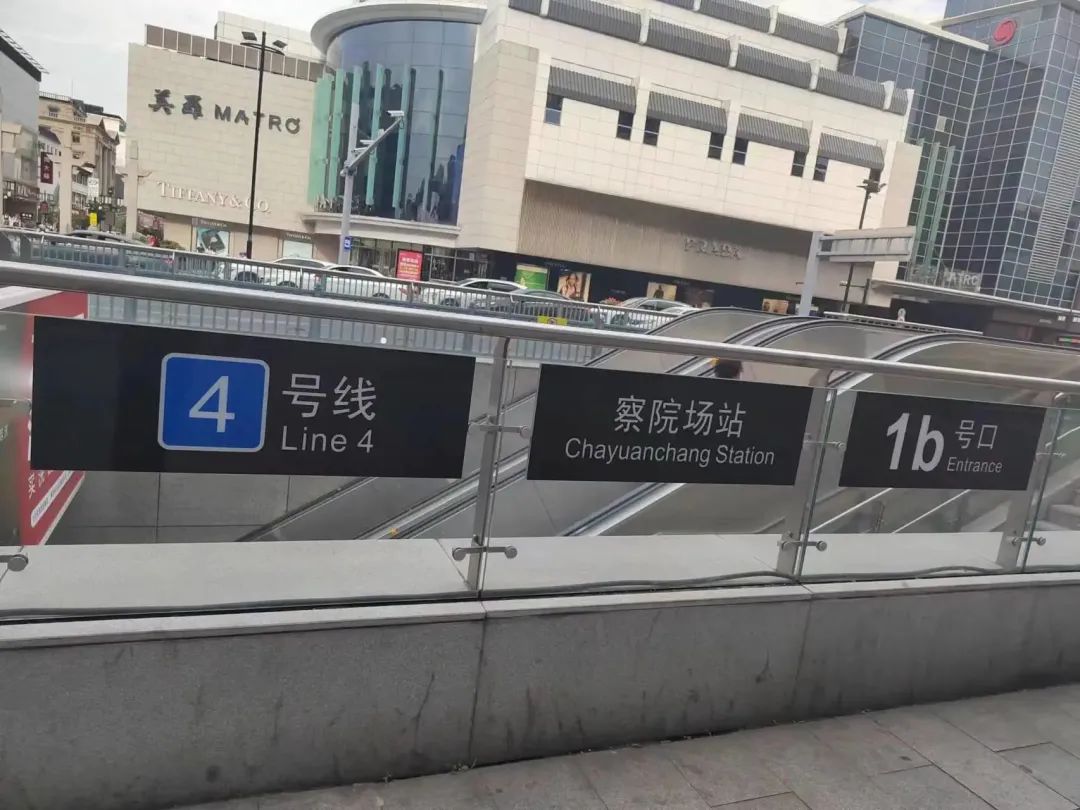 美罗 MATRO
TIFFANY & CO.
PRADA
MATRO
4
号线
Line 4
察院场站
Chayuanchang Station
1b
号口
Entrance